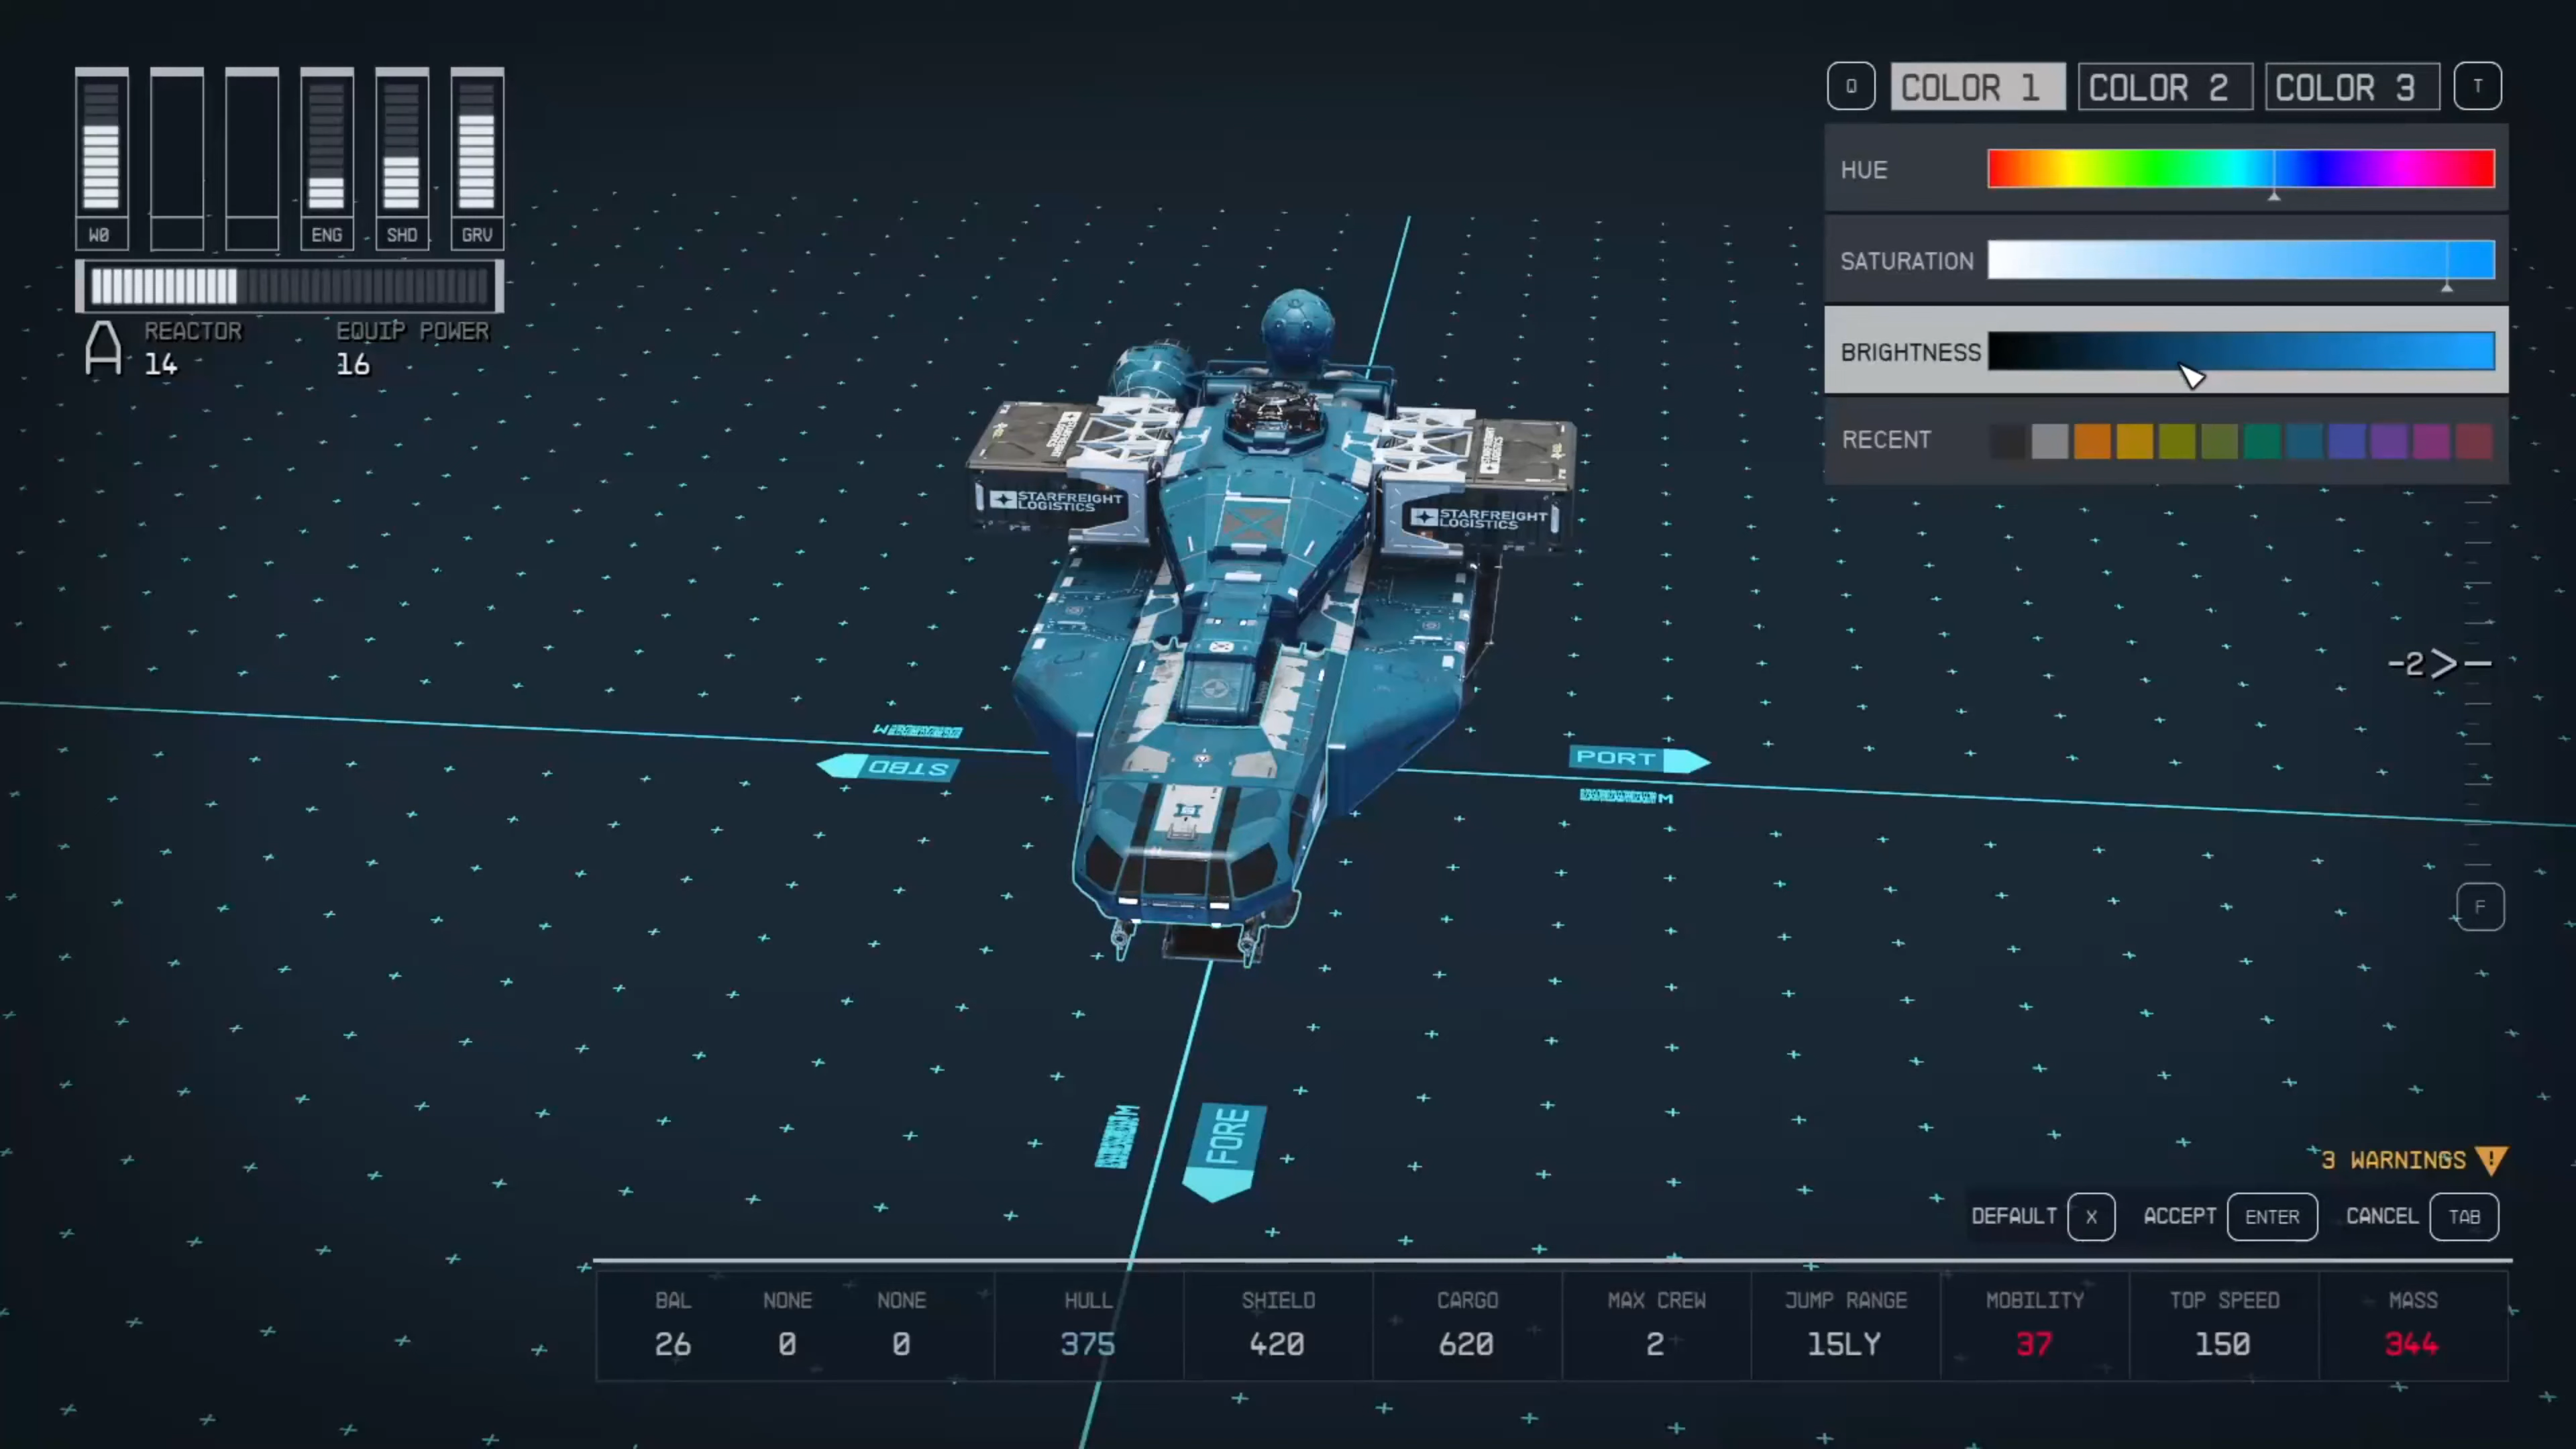 W0 ENG SHD GRV
REACTOR
14
EQUIP POWER
16
Q COLOR 1 COLOR 2 COLOR 3 T
HUE
SATURATION
BRIGHTNESS
RECENT
STARFREIGHT
LOGISTICS
STARFREIGHT
LOGISTICS
-2
STBD
PORT
M
M
FORE
M
F
3 WARNINGS
DEFAULT X ACCEPT ENTER CANCEL TAB
BAL NONE NONE HULL SHIELD CARGO MAX CREW JUMP RANGE MOBILITY TOP SPEED MASS
26 0 0 375 420 620 2 15LY 37 150 344